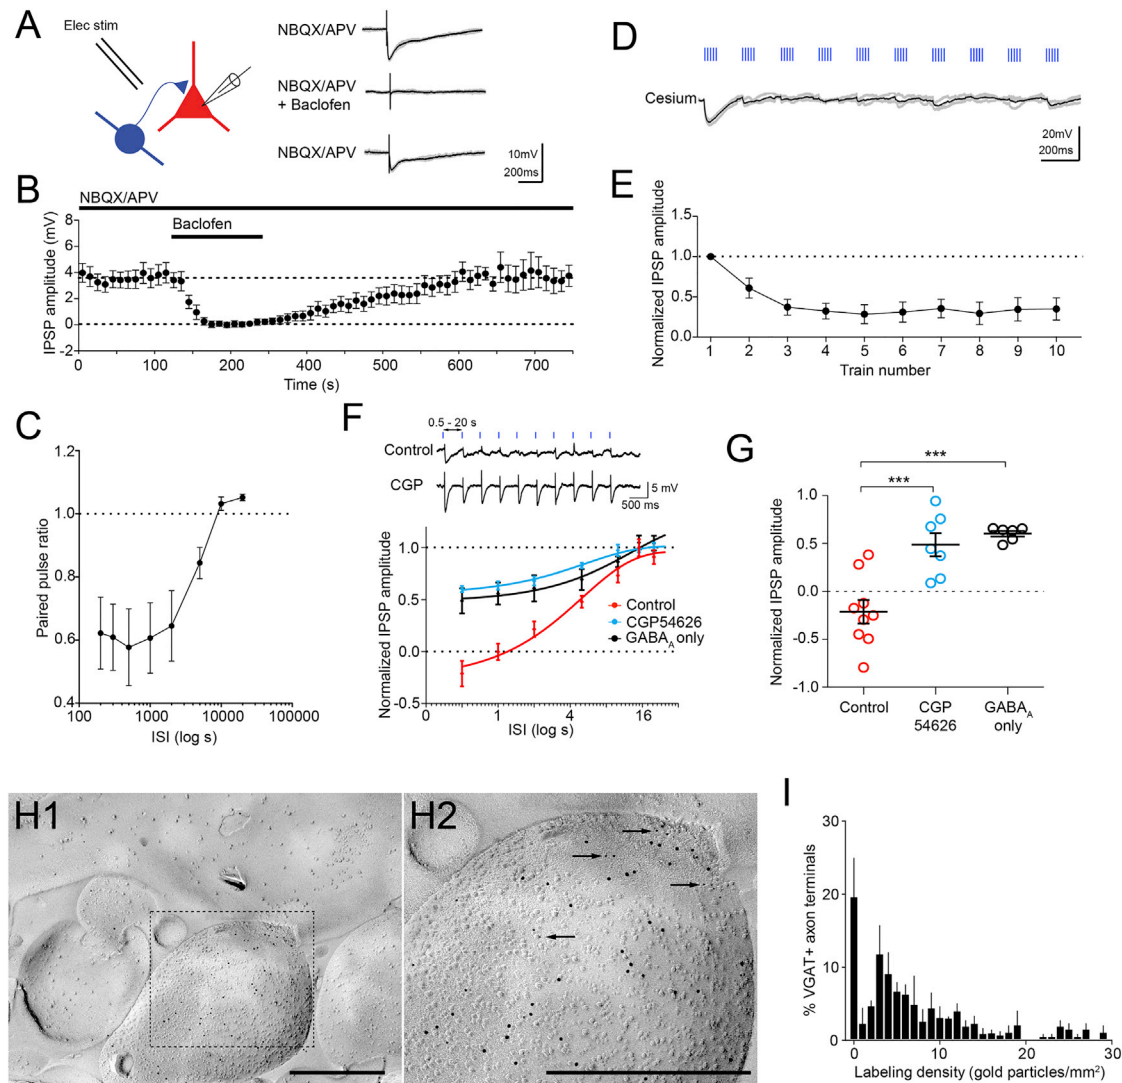 A
Elec stim
NBQX/APV
NBQX/APV
+ Baclofen
NBQX/APV
10mV
200ms
B
NBQX/APV
Baclofen
IPSP amplitude (mV)
8
6
4
2
0
-2
0
100
200
300
400
500
600
700
Time (s)
C
Paired pulse ratio
1.2
1.0
0.8
0.6
0.4
100
1000
10000
100000
ISI (log s)
D
Cesium
20mV
200ms
E
Normalized IPSP amplitude
1.5
1.0
0.5
0.0
1
2
3
4
5
6
7
8
9
10
Train number
F
0.5 - 20 s
Control
CGP
5 mV
500 ms
Normalized IPSP amplitude
1.0
0.5
0.0
-0.5
Control
CGP54626
GABAA only
0
1
4
16
ISI (log s)
G
***
***
Normalized IPSP amplitude
1.0
0.5
0.0
-0.5
-1.0
Control
CGP
54626
GABAA
only
H1
H2
I
% VGAT+ axon terminals
30
20
10
0
0
10
20
30
Labeling density (gold particles/mm²)